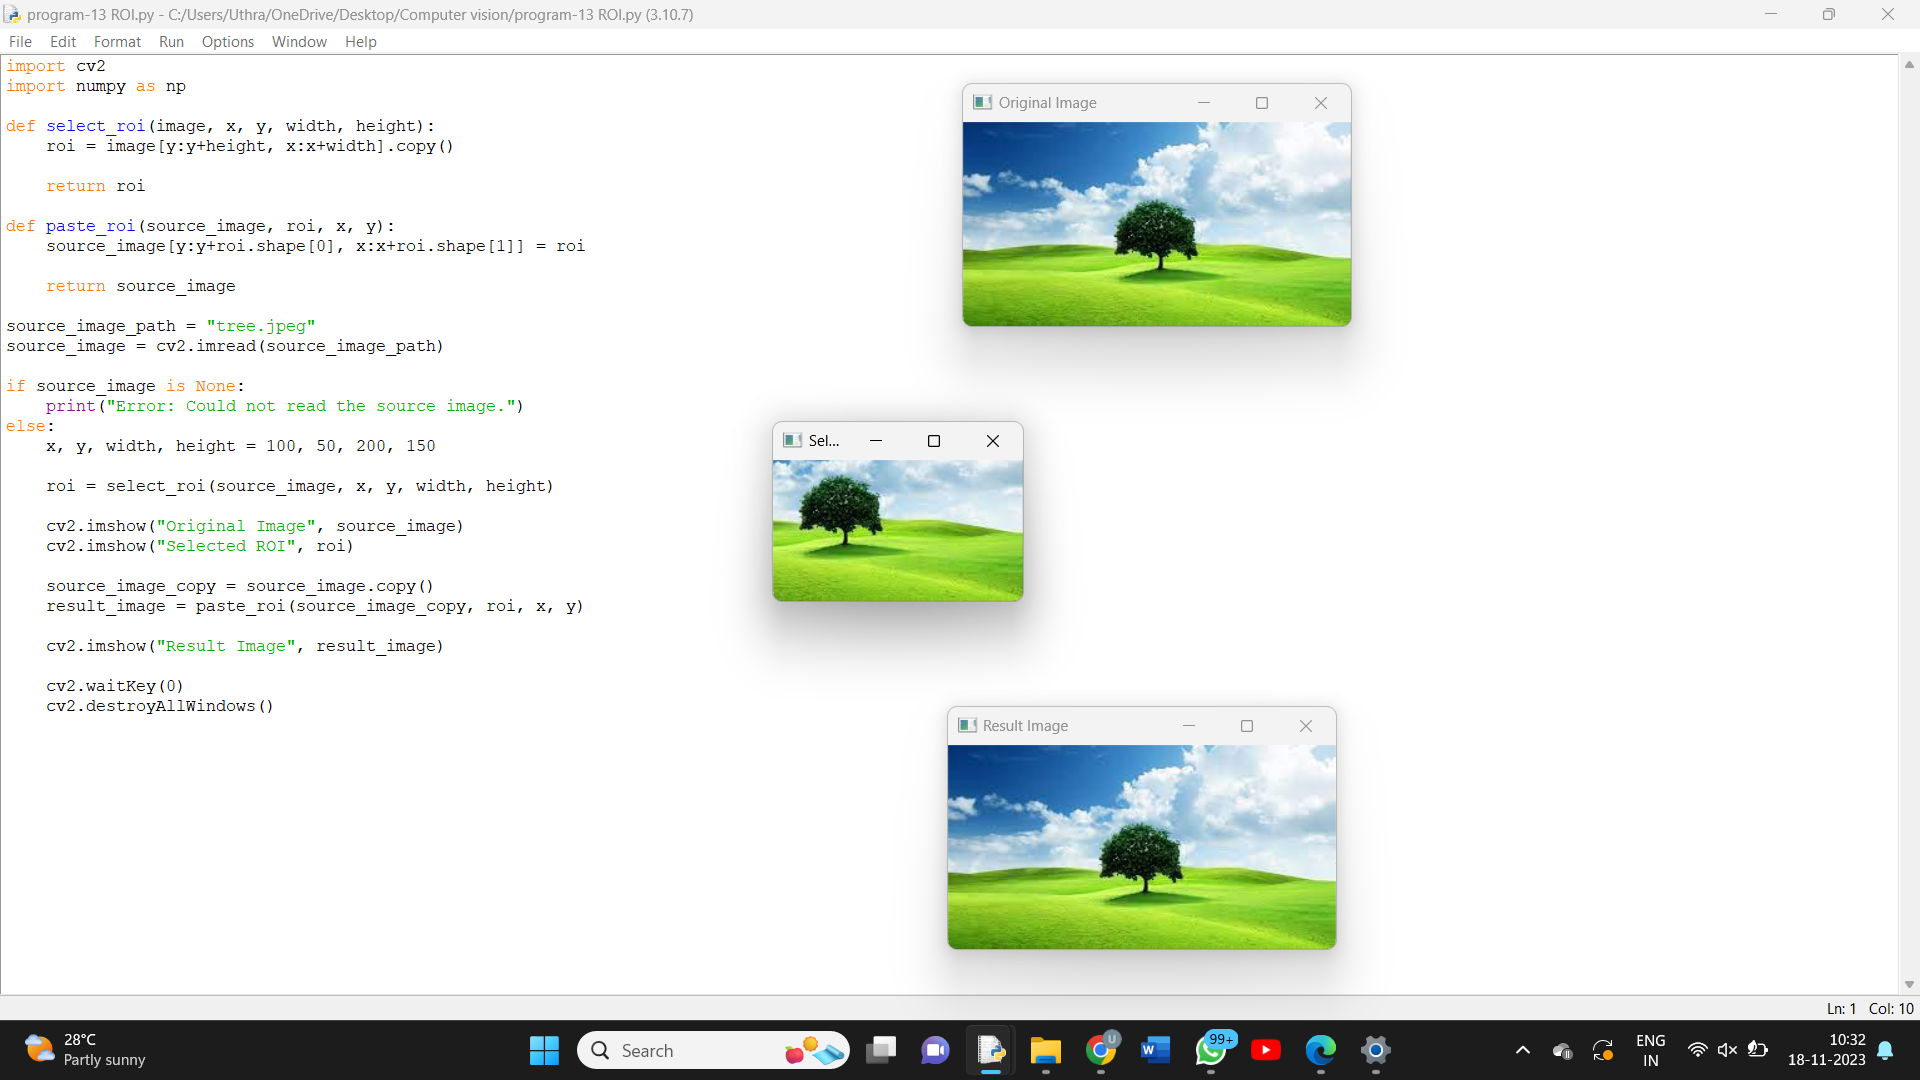 program-13 ROI.py - C:/Users/Uthra/OneDrive/Desktop/Computer vision/program-13 ROI.py (3.10.7)
File Edit Format Run Options Window Help
import cv2
import numpy as np
def select_roi(image, x, y, width, height):
    roi = image[y:y+height, x:x+width].copy()
    return roi
def paste_roi(source_image, roi, x, y):
    source_image[y:y+roi.shape[0], x:x+roi.shape[1]] = roi
    return source_image
source_image_path = "tree.jpeg"
source_image = cv2.imread(source_image_path)
if source_image is None:
    print("Error: Could not read the source image.")
else:
    x, y, width, height = 100, 50, 200, 150
    roi = select_roi(source_image, x, y, width, height)
    cv2.imshow("Original Image", source_image)
    cv2.imshow("Selected ROI", roi)
    source_image_copy = source_image.copy()
    result_image = paste_roi(source_image_copy, roi, x, y)
    cv2.imshow("Result Image", result_image)
    cv2.waitKey(0)
    cv2.destroyAllWindows()
Original Image
Sel...
Result Image
Ln: 1 Col: 10
28°C
Partly sunny
Search
U
W
99+
ENG
IN
10:32
18-11-2023